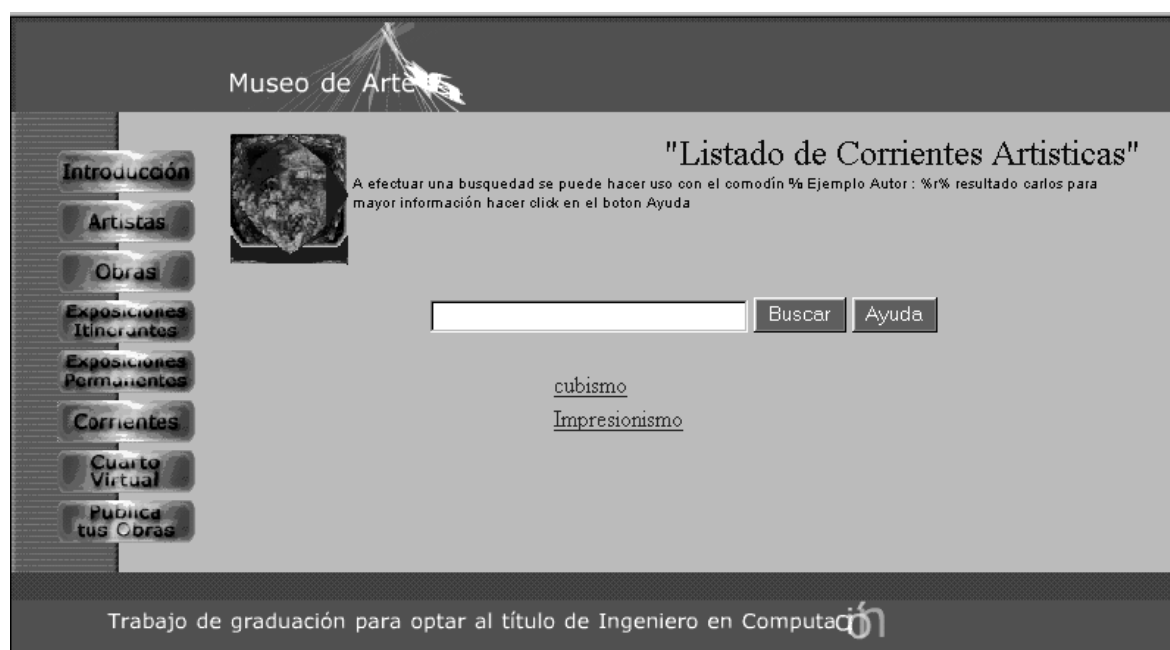 Museo de Arte
"Listado de Corrientes Artisticas"
A efectuar una busquedad se puede hacer uso con el comodín % Ejemplo Autor : %r% resultado carlos para
mayor información hacer click en el boton Ayuda
Introducción
Artistas
Obras
Exposiciones
Itinerantes
Exposiciones
Permanentes
Corrientes
Cuarto
Virtual
Publica
tus Obras
Buscar Ayuda
cubismo
Impresionismo
Trabajo de graduación para optar al título de Ingeniero en Computación